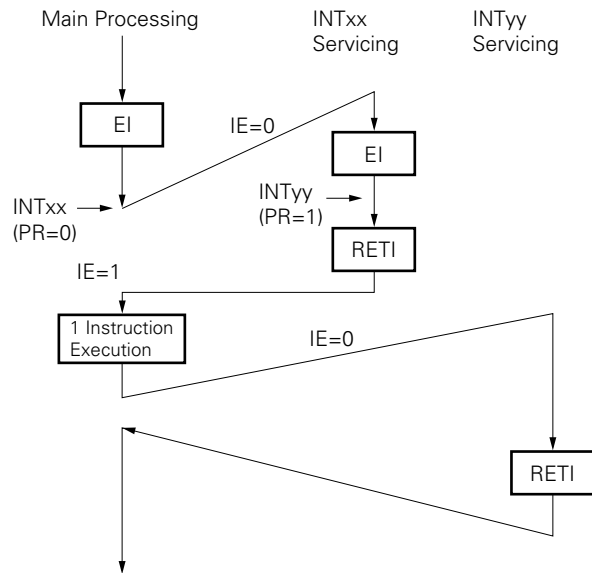 Main Processing
INTxx
Servicing
INTyy
Servicing
EI
IE=0
EI
INTxx
(PR=0)
INTyy
(PR=1)
RETI
IE=1
1 Instruction
Execution
IE=0
RETI